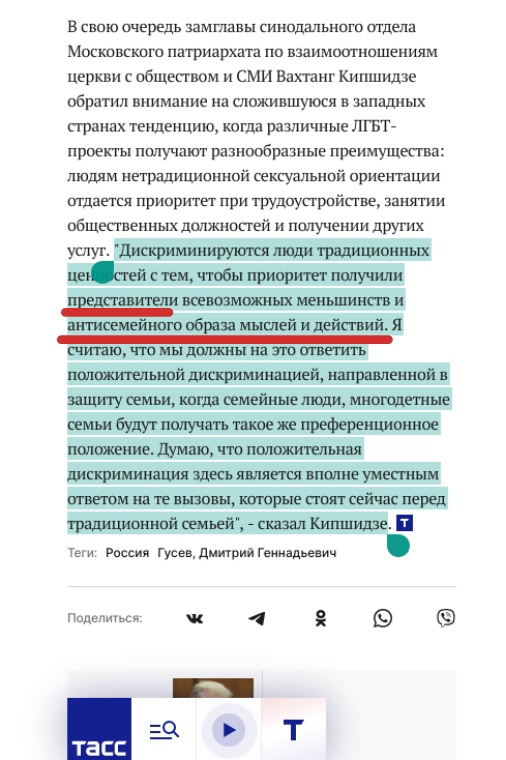 В свою очередь замглавы синодального отдела
Московского патриархата по взаимоотношениям
церкви с обществом и СМИ Вахтанг Кипшидзе
обратил внимание на сложившуюся в западных
странах тенденцию, когда различные ЛГБТ-
проекты получают разнообразные преимущества:
людям нетрадиционной сексуальной ориентации
отдается приоритет при трудоустройстве, занятии
общественных должностей и получении других
услуг. "Дискриминируются люди традиционных
ценностей с тем, чтобы приоритет получили
представители всевозможных меньшинств и
антисемейного образа мыслей и действий. Я
считаю, что мы должны на это ответить
положительной дискриминацией, направленной в
защиту семьи, когда семейные люди, многодетные
семьи будут получать такое же преференционное
положение. Думаю, что положительная
дискриминация здесь является вполне уместным
ответом на те вызовы, которые стоят сейчас перед
традиционной семьей", - сказал Кипшидзе. Т
Теги: Россия Гусев, Дмитрий Геннадьевич
Поделиться:
ТАСС Т